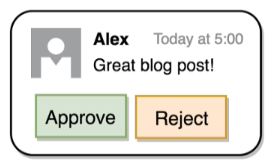 Alex Today at 5:00
Great blog post!
Approve Reject